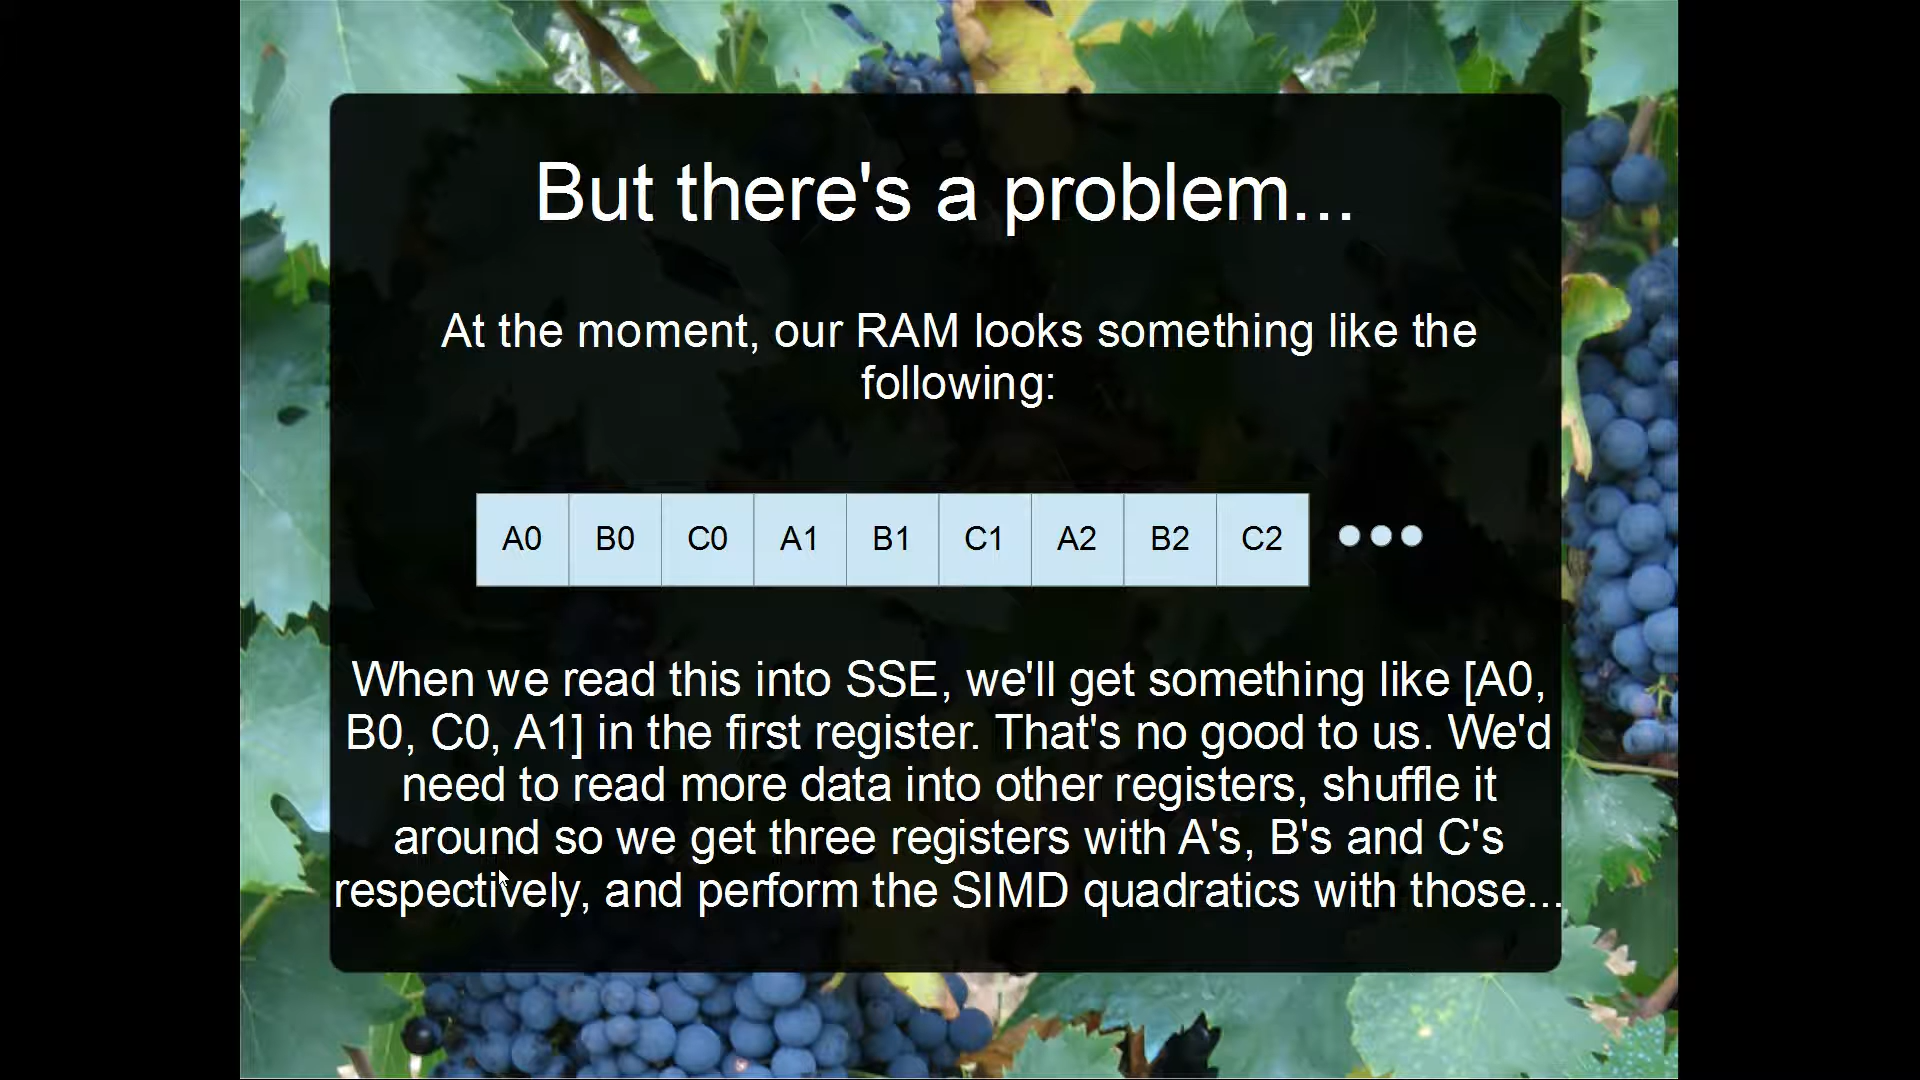 But there's a problem...
At the moment, our RAM looks something like the
following:
A0 B0 C0 A1 B1 C1 A2 B2 C2
When we read this into SSE, we'll get something like [A0,
B0, C0, A1] in the first register. That's no good to us. We'd
need to read more data into other registers, shuffle it
around so we get three registers with A's, B's and C's
respectively, and perform the SIMD quadratics with those...